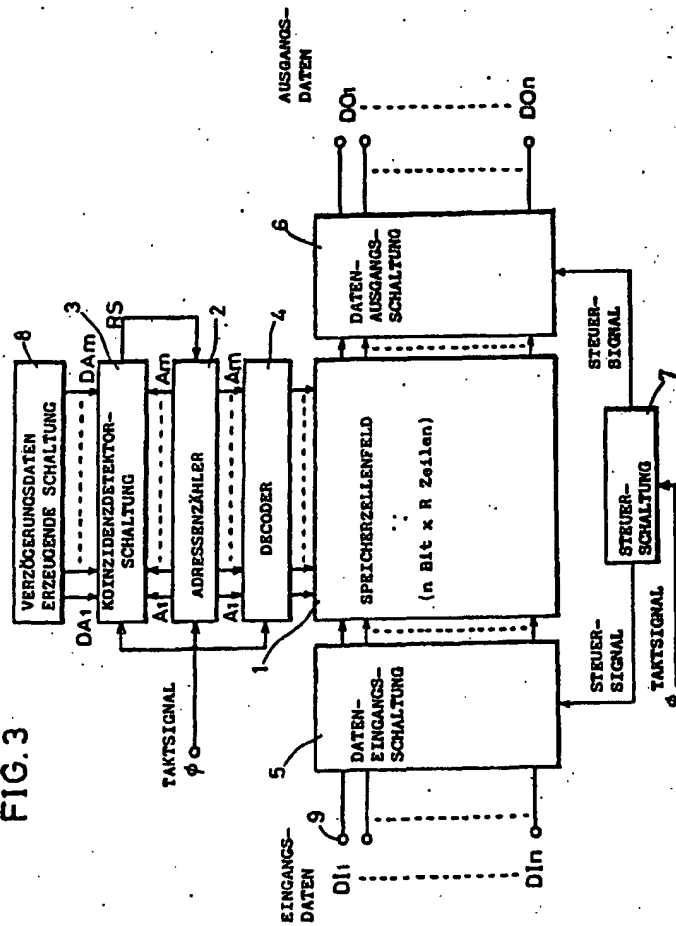 FIG.3
8
VERZÖGERUNGSDATEN
ERZEUGENDE SCHALTUNG
DA1
DAm
3
KOINZIDENZDETEKTOR-
SCHALTUNG
RS
A1
Am
2
ADRESSENZÄHLER
A1
Am
4
DECODER
TAKTSIGNAL
ϕ
1
SPEICHERZELLENFELD
(n Bit x R Zeilen)
EINGANGS-
DATEN
9
DI1
DIn
5
DATEN-
EINGANGS-
SCHALTUNG
6
DATEN-
AUSGANGS-
SCHALTUNG
AUSGANGS-
DATEN
DO1
DOn
STEUER-
SIGNAL
STEUER-
SIGNAL
7
STEUER-
SCHALTUNG
TAKTSIGNAL
ϕ